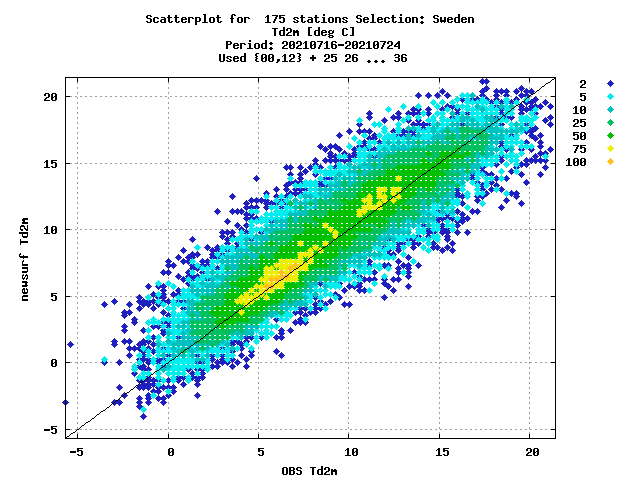 Scatterplot for  175 stations Selection: Sweden
Td2m [deg C]
Period: 20210716-20210724
Used {00,12} + 25 26 ... 36
2
5
10
25
50
75
100
20
15
10
5
0
-5
newsurf Td2m
-5 0 5 10 15 20
OBS Td2m